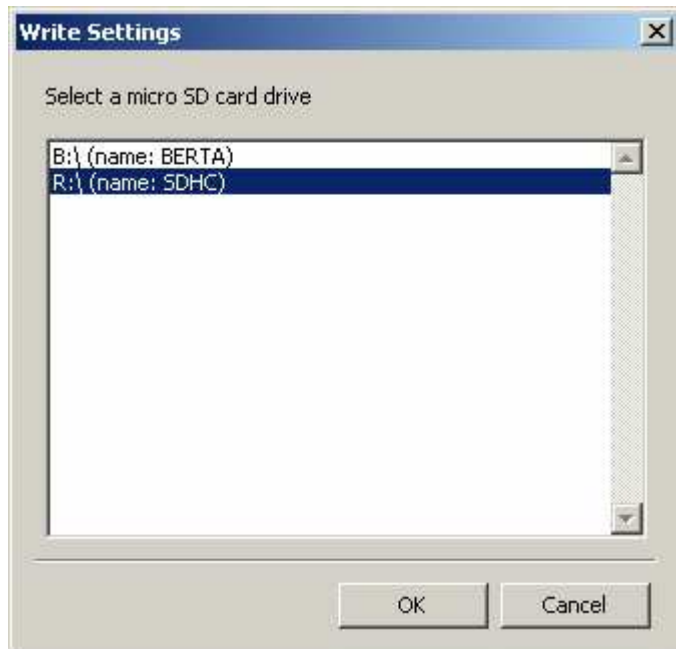 Write Settings
Select a micro SD card drive
B:\ (name: BERTA)
R:\ (name: SDHC)
OK
Cancel